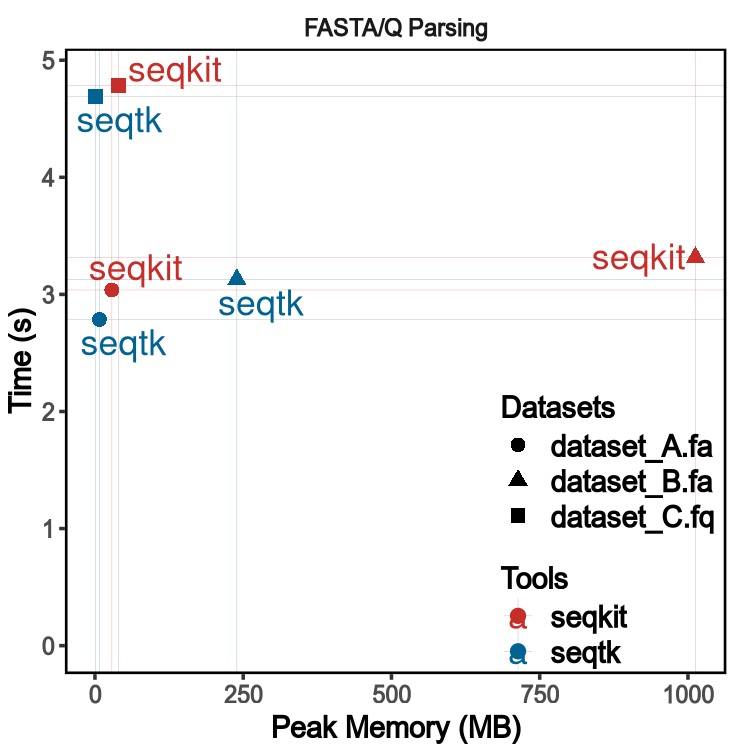 FASTA/Q Parsing
5
seqkit
seqtk
4
seqkit
seqkit
3
seqtk
seqtk
Time (s)
2
Datasets
dataset_A.fa
dataset_B.fa
1
dataset_C.fq
Tools
a seqkit
0
a seqtk
0 250 500 750 1000
Peak Memory (MB)